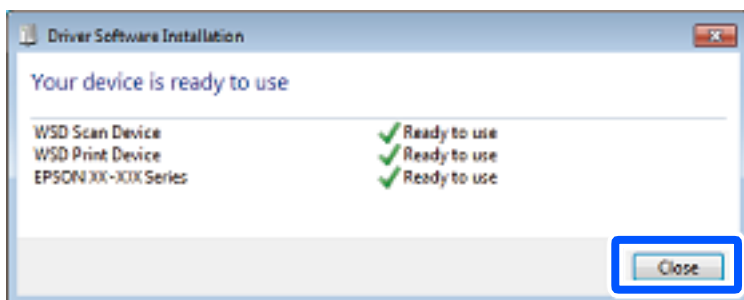 Driver Software Installation
Your device is ready to use
WSD Scan Device Ready to use
WSD Print Device Ready to use
EPSON XX-XXX Series Ready to use
Close